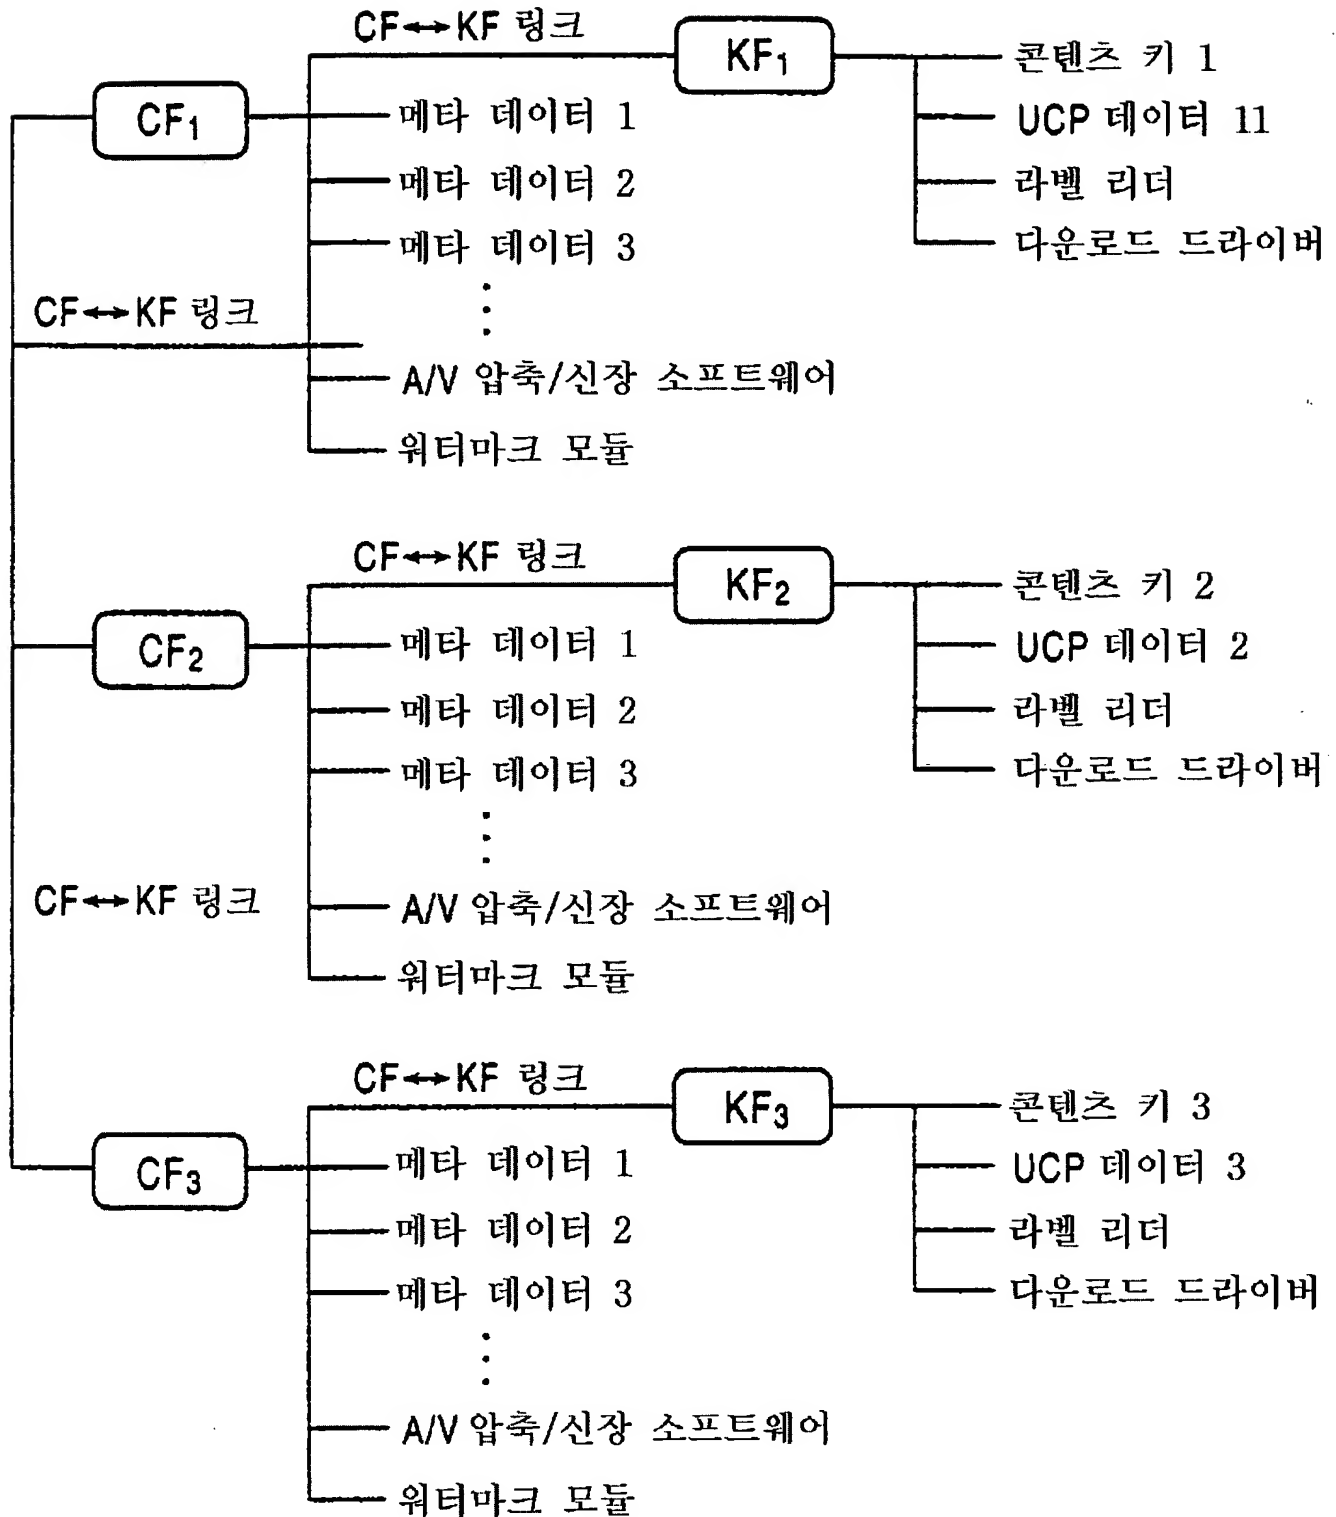 CF↔KF 링크
KF1
콘텐츠 키 1
CF1
메타 데이터 1
UCP 데이터 11
메타 데이터 2
라벨 리더
메타 데이터 3
다운로드 드라이버
CF↔KF 링크
A/V 압축/신장 소프트웨어
워터마크 모듈
CF↔KF 링크
KF2
콘텐츠 키 2
CF2
메타 데이터 1
UCP 데이터 2
메타 데이터 2
라벨 리더
메타 데이터 3
다운로드 드라이버
CF↔KF 링크
A/V 압축/신장 소프트웨어
워터마크 모듈
CF↔KF 링크
KF3
콘텐츠 키 3
CF3
메타 데이터 1
UCP 데이터 3
메타 데이터 2
라벨 리더
메타 데이터 3
다운로드 드라이버
A/V 압축/신장 소프트웨어
워터마크 모듈